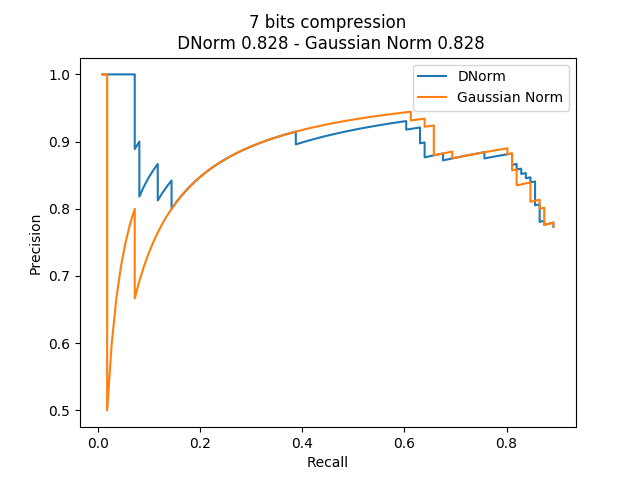 7 bits compression
DNorm 0.828 - Gaussian Norm 0.828
DNorm
Gaussian Norm
1.0
0.9
0.8
0.7
0.6
0.5
Precision
0.0
0.2
0.4
0.6
0.8
Recall